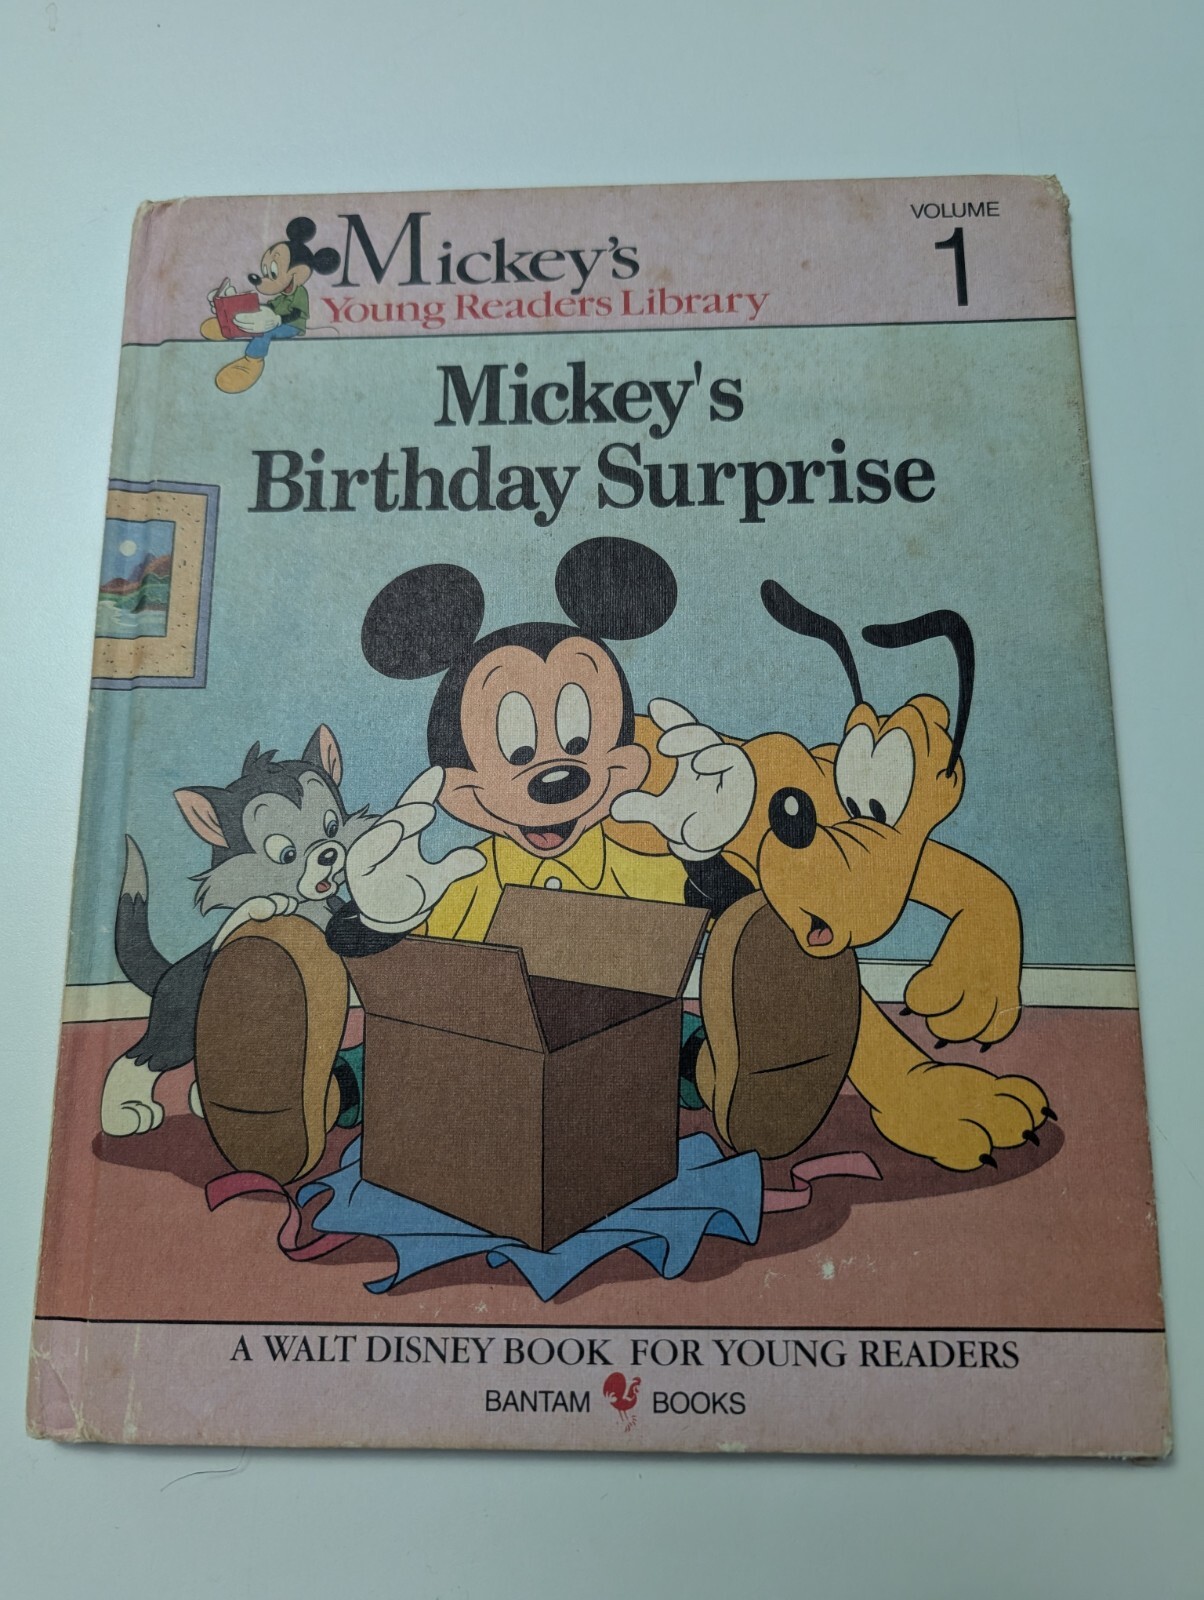 Mickey's
Young Readers Library
VOLUME
1
Mickey's
Birthday Surprise
A WALT DISNEY BOOK FOR YOUNG READERS
BANTAM BOOKS